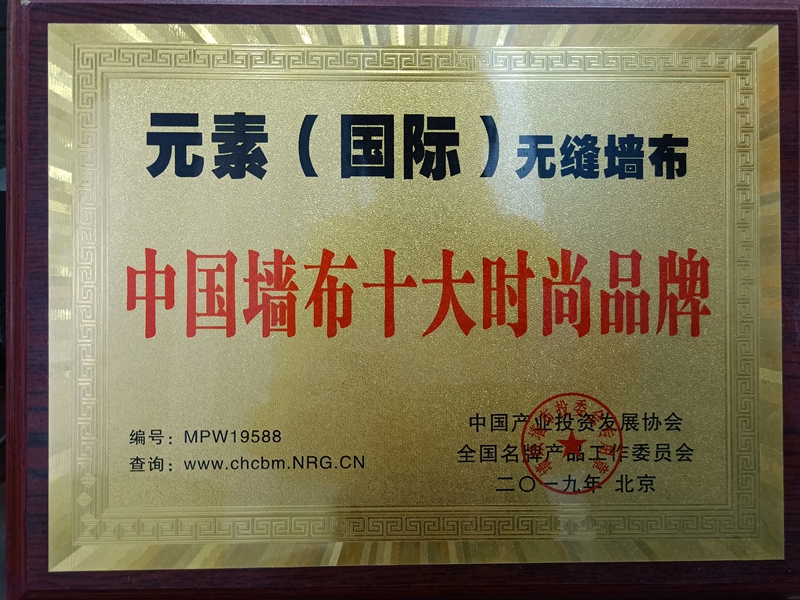 元素（国际）无缝墙布
中国墙布十大时尚品牌
编号：MPW19588
查询：www.chcbm.NRG.CN
中国产业投资发展协会
全国名牌产品工作委员会
二〇一九年 北京